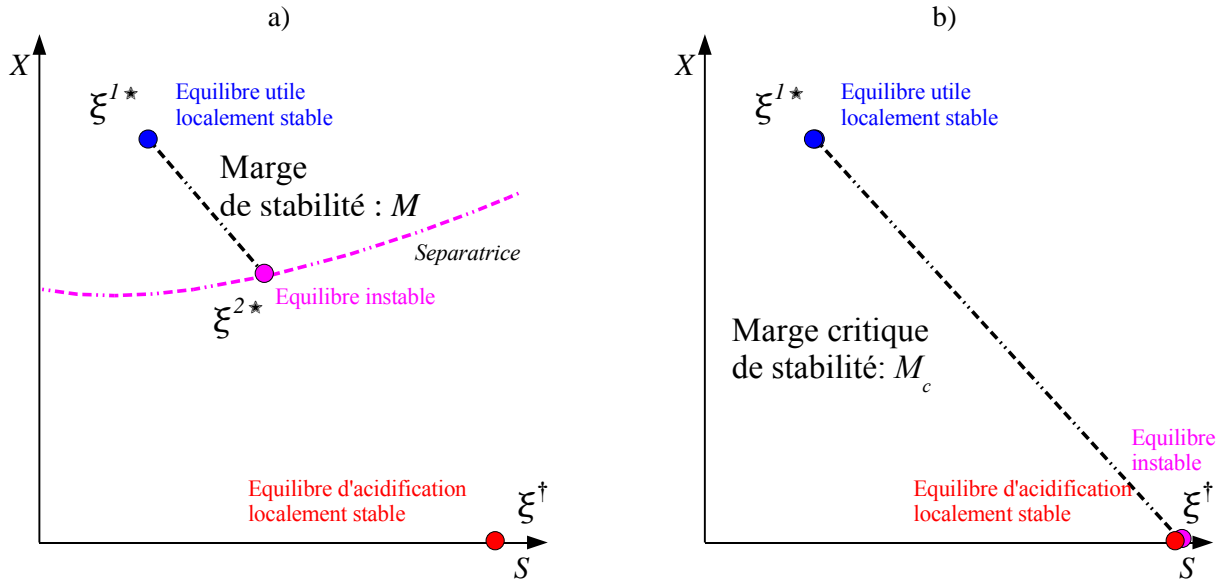 a)
X
ξ¹*
Equilibre utile
localement stable
Marge
de stabilité : M
Separatrice
Equilibre instable
ξ²*
Equilibre d'acidification
localement stable
ξ†
S
b)
X
ξ¹*
Equilibre utile
localement stable
Marge critique
de stabilité: M_c
Equilibre
instable
Equilibre d'acidification
localement stable
ξ†
S